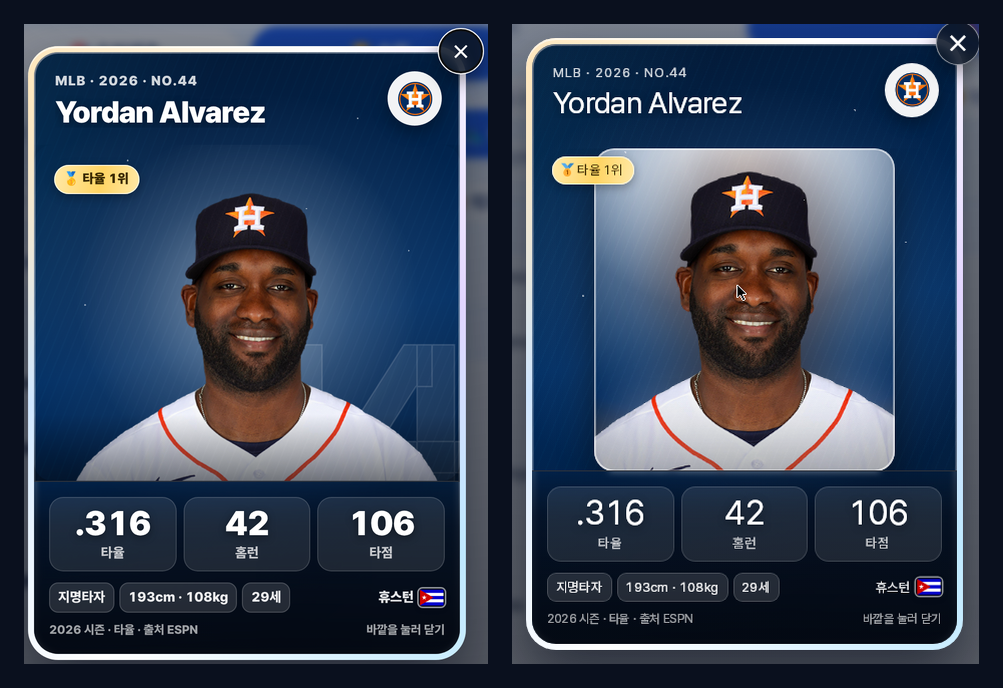 MLB · 2026 · NO.44
Yordan Alvarez
H
🥇 타율 1위
H
44
.316
타율
42
홈런
106
타점
지명타자
193cm · 108kg
29세
휴스턴
2026 시즌 · 타율 · 출처 ESPN
바깥을 눌러 닫기
MLB · 2026 · NO.44
Yordan Alvarez
H
🥇 타율 1위
H
.316
타율
42
홈런
106
타점
지명타자
193cm · 108kg
29세
휴스턴
2026 시즌 · 타율 · 출처 ESPN
바깥을 눌러 닫기